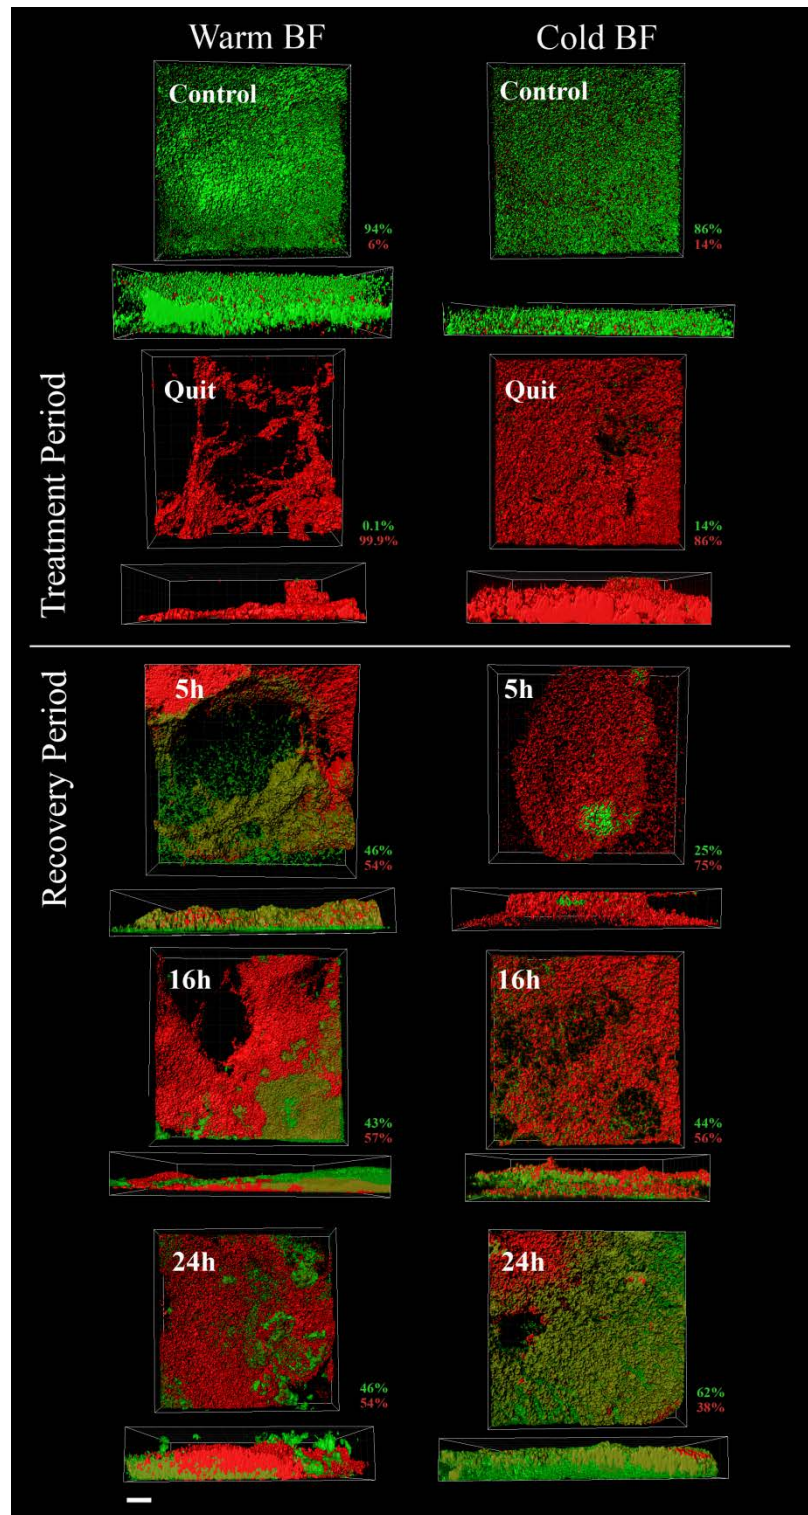 Warm BF
Cold BF
Control
Control
94%
6%
86%
14%
Treatment Period
Quit
Quit
0.1%
99.9%
14%
86%
Recovery Period
5h
5h
46%
54%
25%
75%
16h
16h
43%
57%
44%
56%
24h
24h
46%
54%
62%
38%